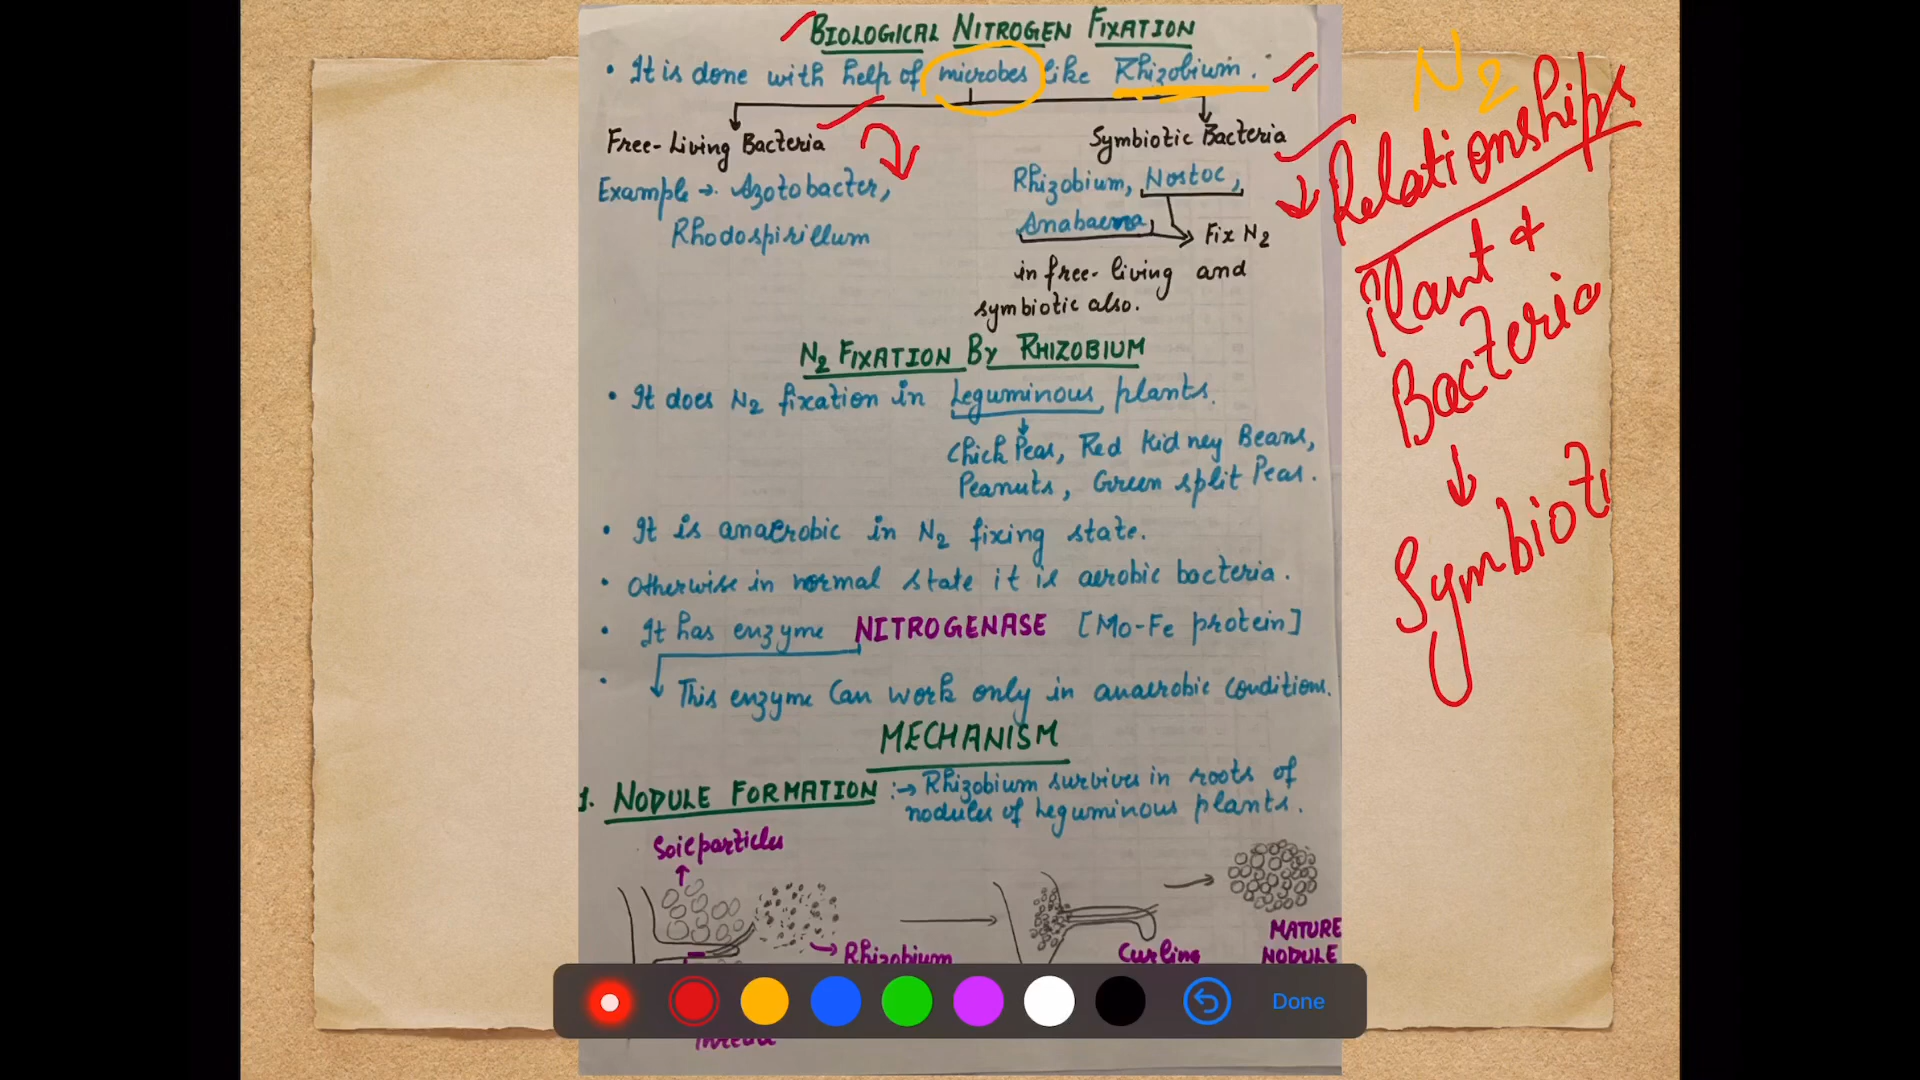 BIOLOGICAL NITROGEN FIXATION
• It is done with help of microbes like Rhizobium.
Free-Living Bacteria
Example → Azotobacter,
Rhodospirillum
Symbiotic Bacteria
Rhizobium, Nostoc,
Anabaena, → Fix N2
in free-living and
symbiotic also.
N2 FIXATION BY RHIZOBIUM
• It does N2 fixation in Leguminous plants.
Chick Peas, Red Kidney Beans,
Peanuts, Green split Peas.
• It is anaerobic in N2 fixing state.
• Otherwise in normal state it is aerobic bacteria.
• It has enzyme NITROGENASE [Mo-Fe protein]
• This enzyme Can work only in anaerobic conditions.
MECHANISM
1. NODULE FORMATION :→ Rhizobium survives in roots of
nodules of Leguminous plants.
Soil particles
Rhizobium
Curling
MATURE
NODULE
N2
Relationships
Plant &
Bacteria
↓
Symbioti
Done